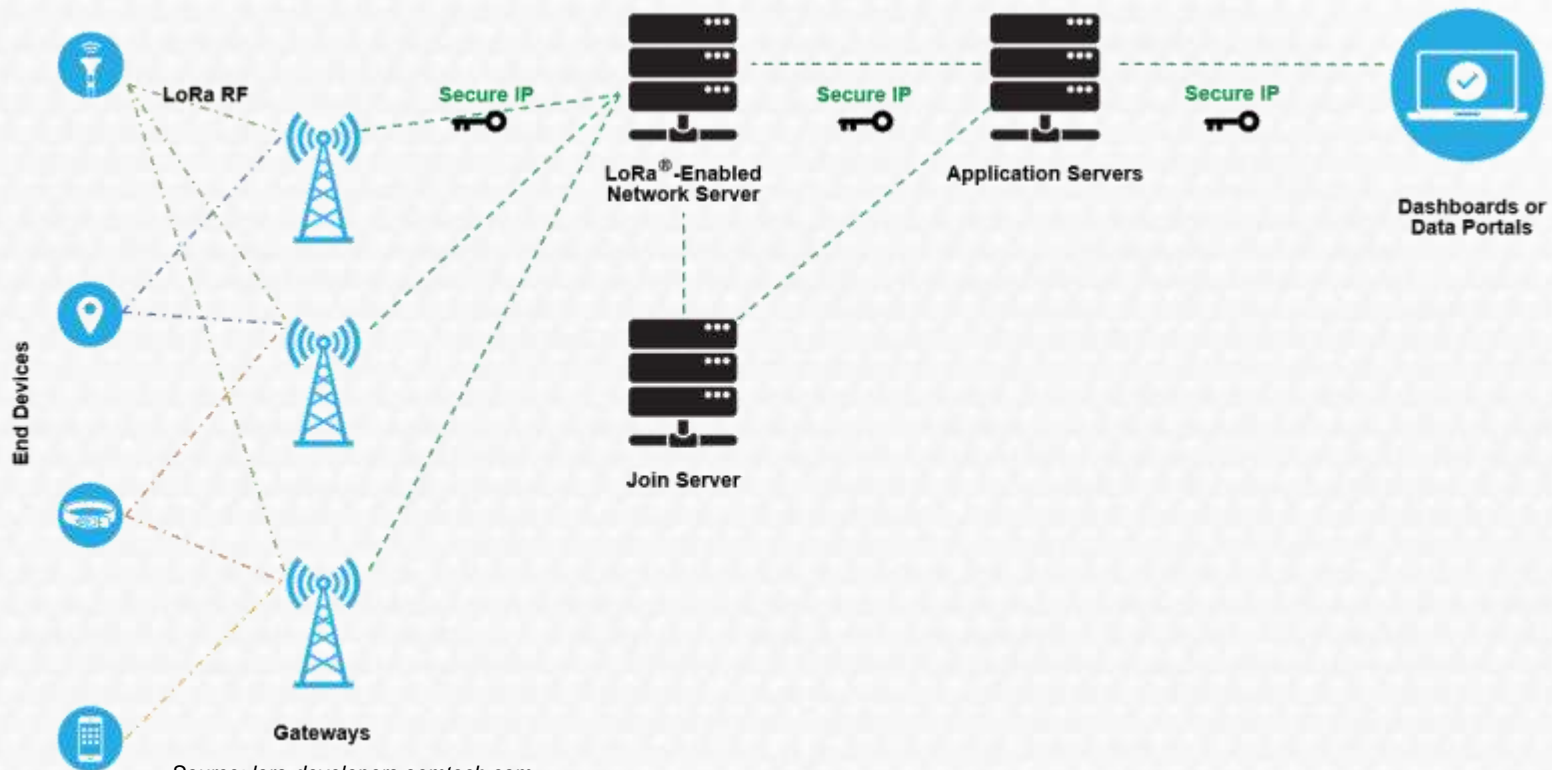 LoRa RF
Secure IP
Secure IP
Secure IP
LoRa®-Enabled
Network Server
Application Servers
Dashboards or
Data Portals
End Devices
Join Server
Gateways